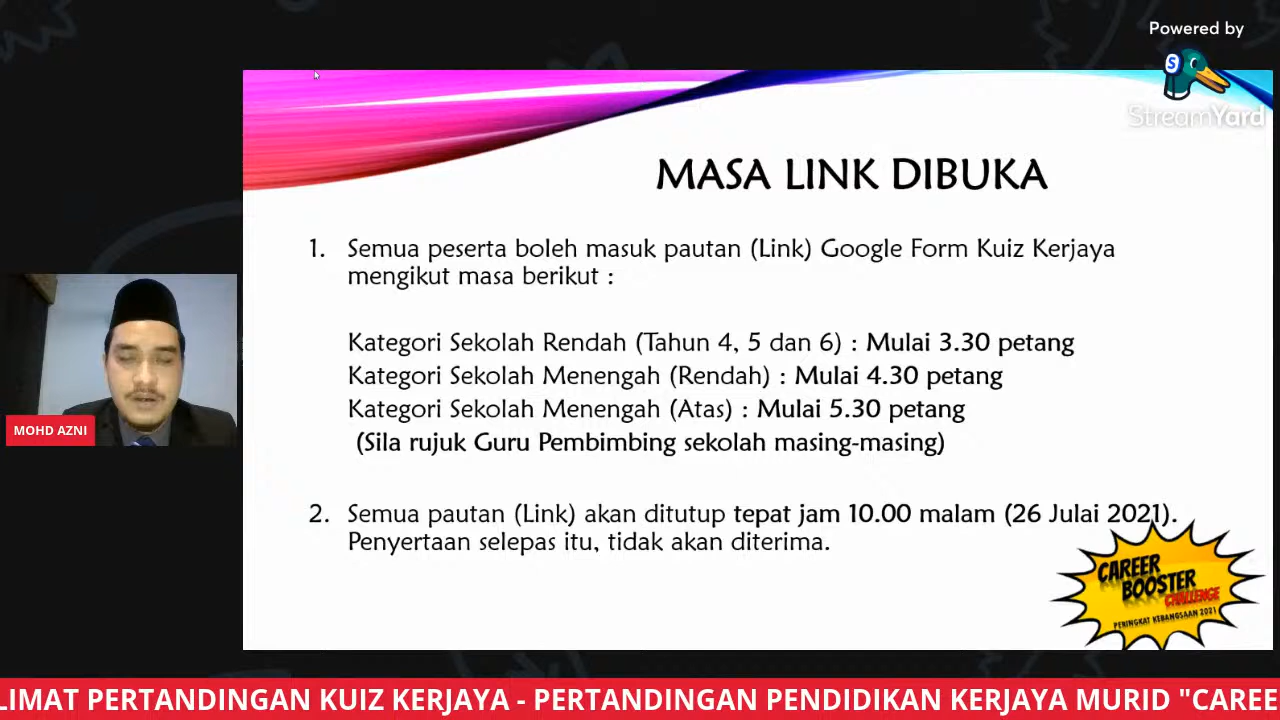 Powered by
StreamYard
MASA LINK DIBUKA
1. Semua peserta boleh masuk pautan (Link) Google Form Kuiz Kerjaya
mengikut masa berikut :
Kategori Sekolah Rendah (Tahun 4, 5 dan 6) : Mulai 3.30 petang
Kategori Sekolah Menengah (Rendah) : Mulai 4.30 petang
Kategori Sekolah Menengah (Atas) : Mulai 5.30 petang
(Sila rujuk Guru Pembimbing sekolah masing-masing)
2. Semua pautan (Link) akan ditutup tepat jam 10.00 malam (26 Julai 2021).
Penyertaan selepas itu, tidak akan diterima.
MOHD AZNI
CAREER
BOOSTER
CHALLENGE
PERINGKAT KEBANGSAAN 2021
LIMAT PERTANDINGAN KUIZ KERJAYA - PERTANDINGAN PENDIDIKAN KERJAYA MURID "CAREE